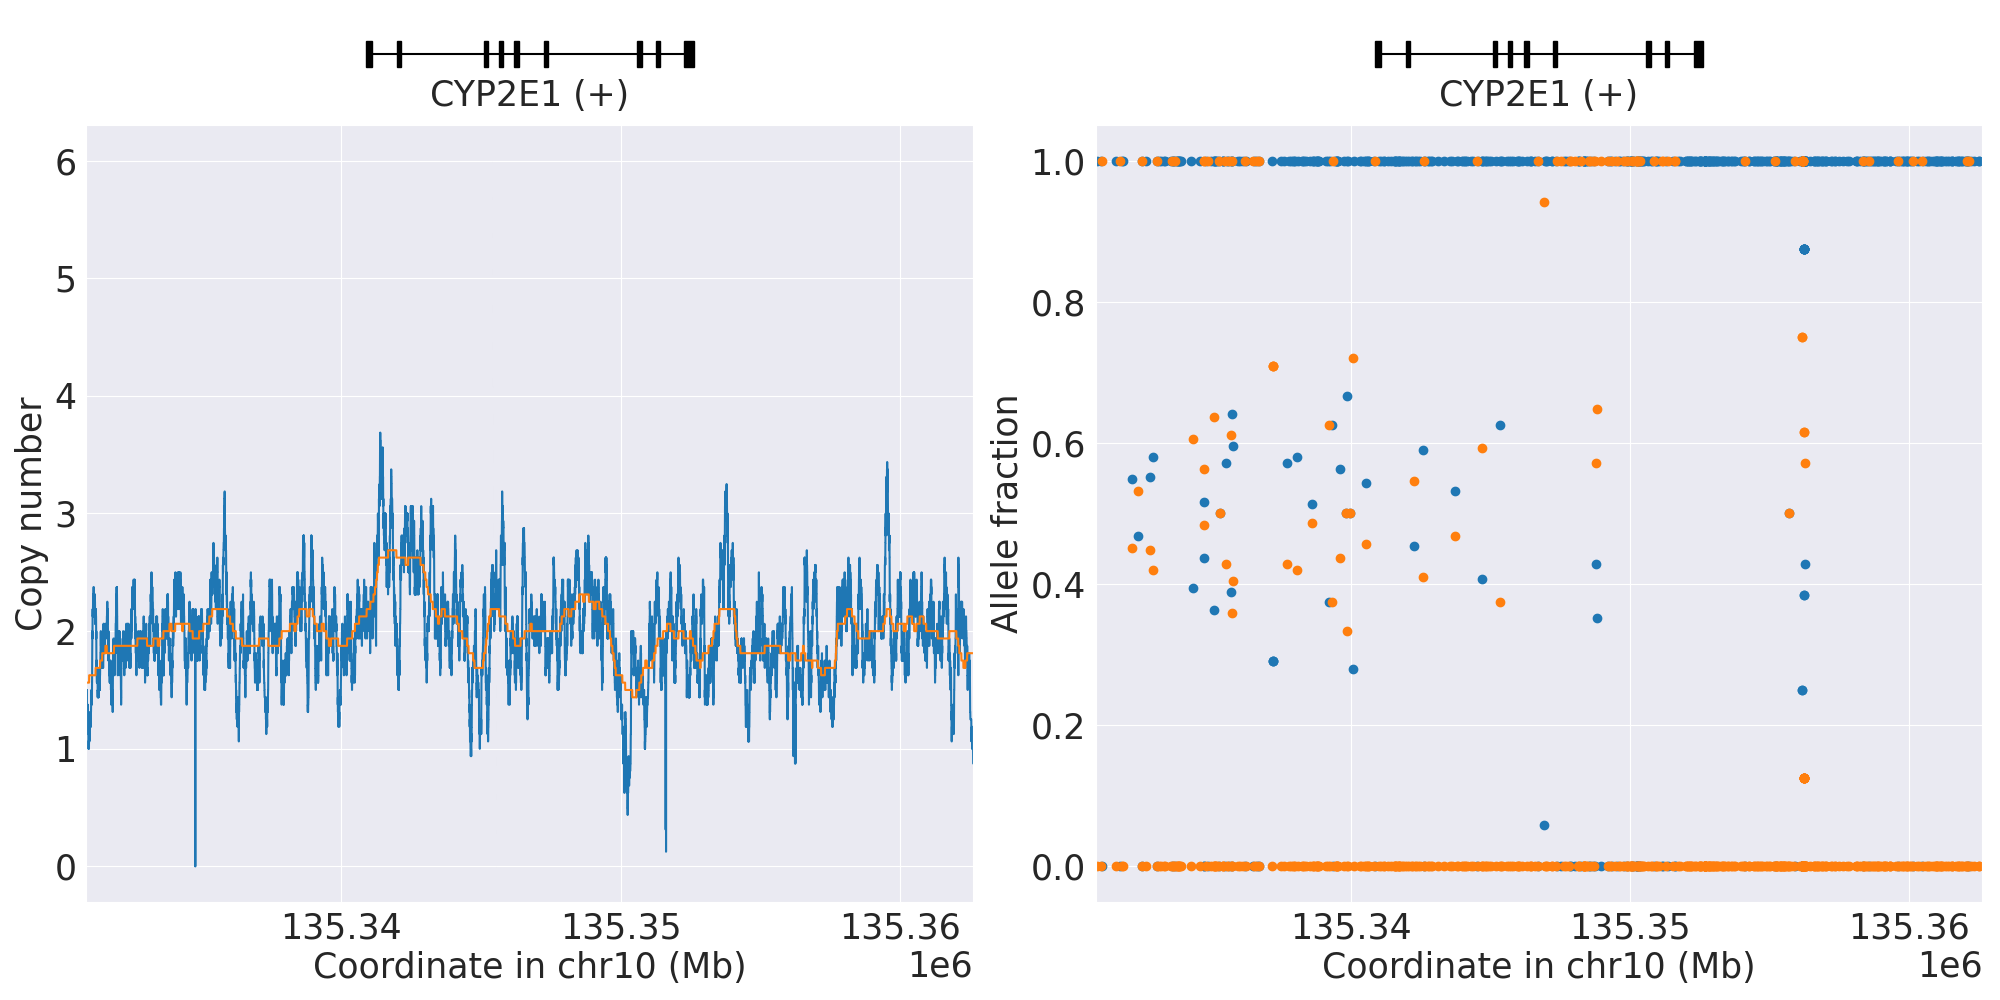 CYP2E1 (+)
6
5
4
3
2
1
0
Copy number
135.34 135.35 135.36
Coordinate in chr10 (Mb)
1e6
CYP2E1 (+)
1.0
0.8
0.6
0.4
0.2
0.0
Allele fraction
135.34 135.35 135.36
Coordinate in chr10 (Mb)
1e6